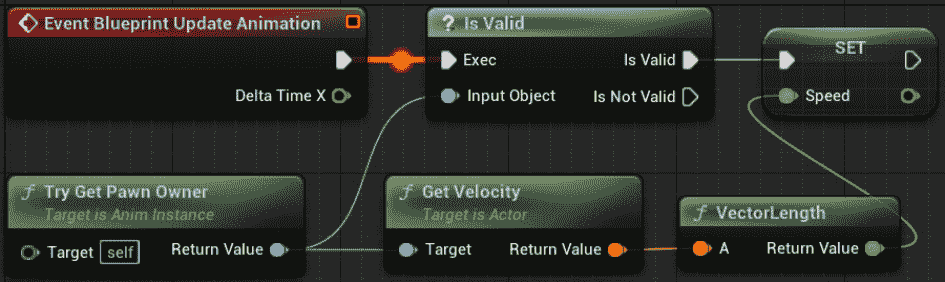 Event Blueprint Update Animation
Delta Time X
? Is Valid
Exec
Is Valid
Input Object
Is Not Valid
SET
Speed
f Try Get Pawn Owner
Target is Anim Instance
Target self
Return Value
f Get Velocity
Target is Actor
Target
Return Value
f VectorLength
A
Return Value